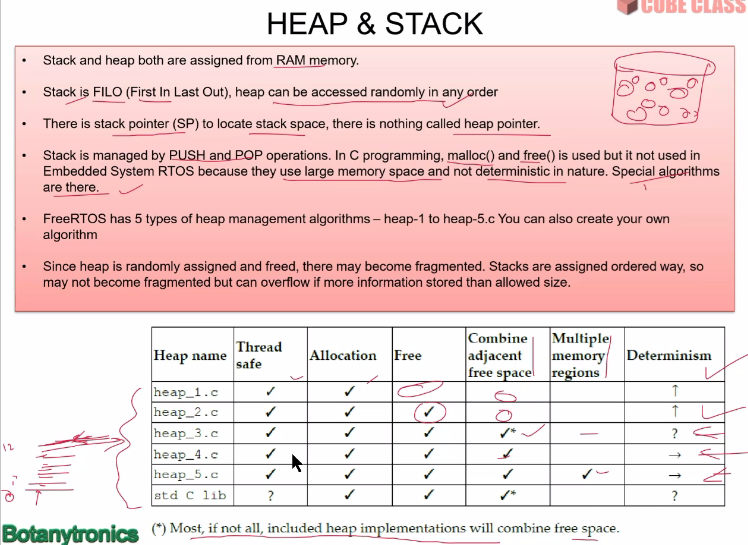 CUBE CLASS
HEAP & STACK
• Stack and heap both are assigned from RAM memory.
• Stack is FILO (First In Last Out), heap can be accessed randomly in any order
• There is stack pointer (SP) to locate stack space, there is nothing called heap pointer.
• Stack is managed by PUSH and POP operations. In C programming, malloc() and free() is used but it not used in
Embedded System RTOS because they use large memory space and not deterministic in nature. Special algorithms
are there.
• FreeRTOS has 5 types of heap management algorithms – heap-1 to heap-5.c You can also create your own
algorithm
• Since heap is randomly assigned and freed, there may become fragmented. Stacks are assigned ordered way, so
may not become fragmented but can overflow if more information stored than allowed size.
Heap name Thread safe Allocation Free Combine adjacent free space Multiple memory regions Determinism
heap_1.c ✓ ✓ ↑
heap_2.c ✓ ✓ ✓ ↑
heap_3.c ✓ ✓ ✓ ✓* ?
heap_4.c ✓ ✓ ✓ ✓ →
heap_5.c ✓ ✓ ✓ ✓ ✓ →
std C lib ? ✓ ✓ ✓* ?
12
Botanytronics
(*) Most, if not all, included heap implementations will combine free space.